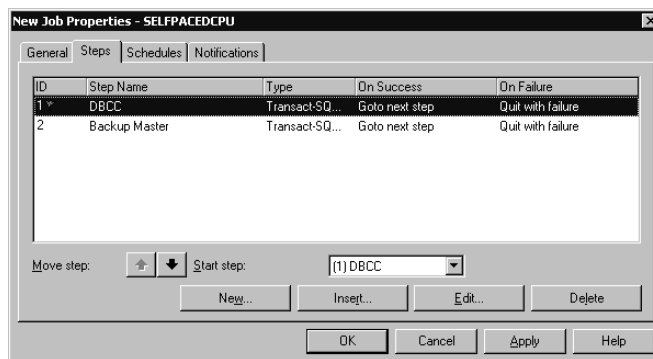 New Job Properties - SELFPACEDCPU
General Steps Schedules Notifications
ID Step Name Type On Success On Failure
1 DBCC Transact-SQ... Goto next step Quit with failure
2 Backup Master Transact-SQ... Goto next step Quit with failure
Move step: Start step: (1) DBCC
New... Insert... Edit... Delete
OK Cancel Apply Help